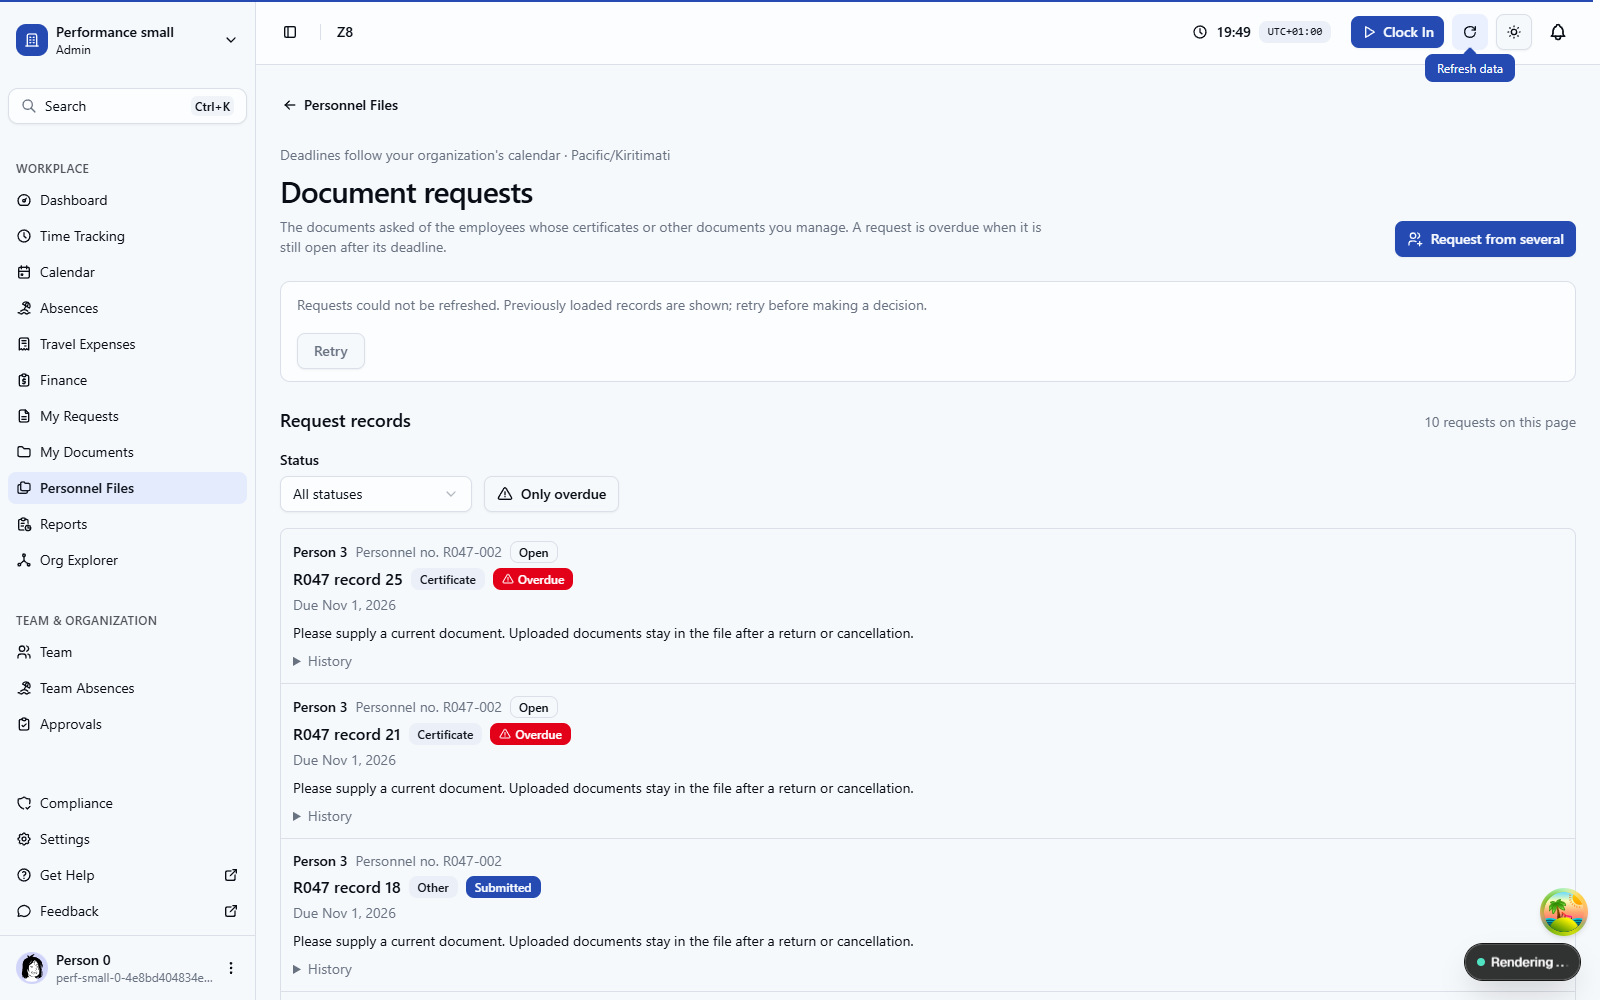 Performance small
Admin
Z8
19:49
UTC+01:00
Clock In
Refresh data
Search
Ctrl+K
WORKPLACE
Dashboard
Time Tracking
Calendar
Absences
Travel Expenses
Finance
My Requests
My Documents
Personnel Files
Reports
Org Explorer
TEAM & ORGANIZATION
Team
Team Absences
Approvals
Compliance
Settings
Get Help
Feedback
Person 0
perf-small-0-4e8bd404834e...
Personnel Files
Deadlines follow your organization's calendar · Pacific/Kiritimati
Document requests
The documents asked of the employees whose certificates or other documents you manage. A request is overdue when it is
still open after its deadline.
Request from several
Requests could not be refreshed. Previously loaded records are shown; retry before making a decision.
Retry
Request records
10 requests on this page
Status
All statuses
Only overdue
Person 3 Personnel no. R047-002 Open
R047 record 25 Certificate Overdue
Due Nov 1, 2026
Please supply a current document. Uploaded documents stay in the file after a return or cancellation.
History
Person 3 Personnel no. R047-002 Open
R047 record 21 Certificate Overdue
Due Nov 1, 2026
Please supply a current document. Uploaded documents stay in the file after a return or cancellation.
History
Person 3 Personnel no. R047-002
R047 record 18 Other Submitted
Due Nov 1, 2026
Please supply a current document. Uploaded documents stay in the file after a return or cancellation.
History
Rendering ...